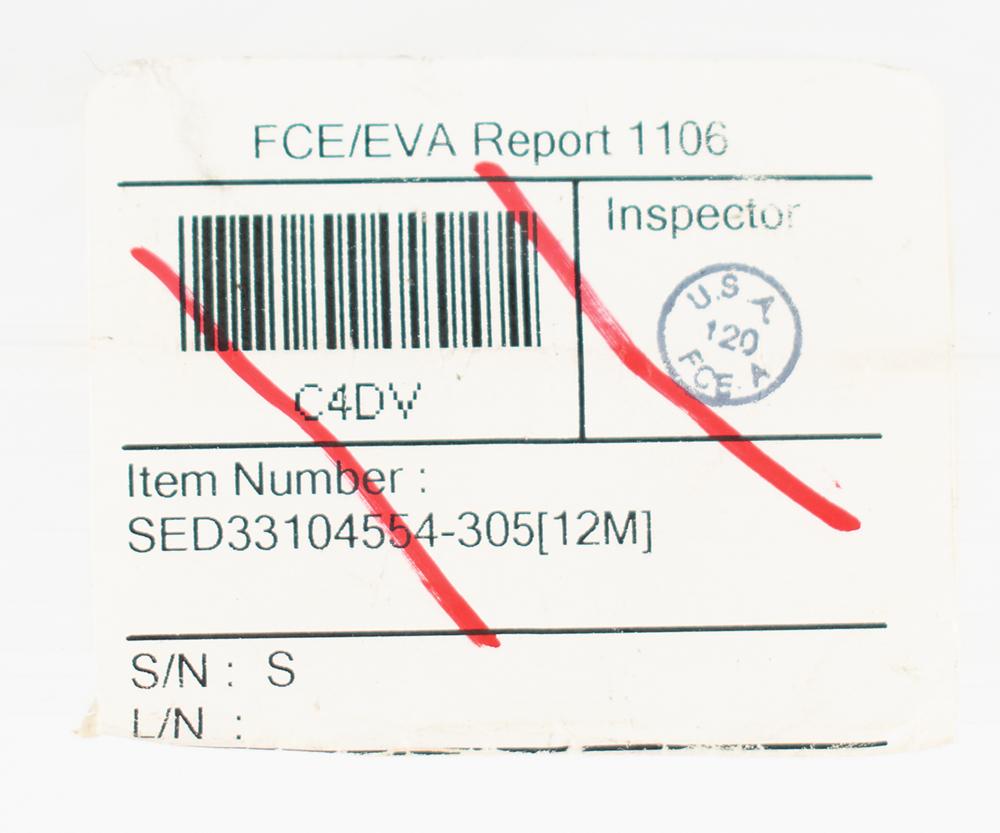 FCE/EVA Report 1106
Inspector
U.S.A
120
FCE-A
C4DV
Item Number :
SED33104554-305[12M]
S/N : S
L/N :